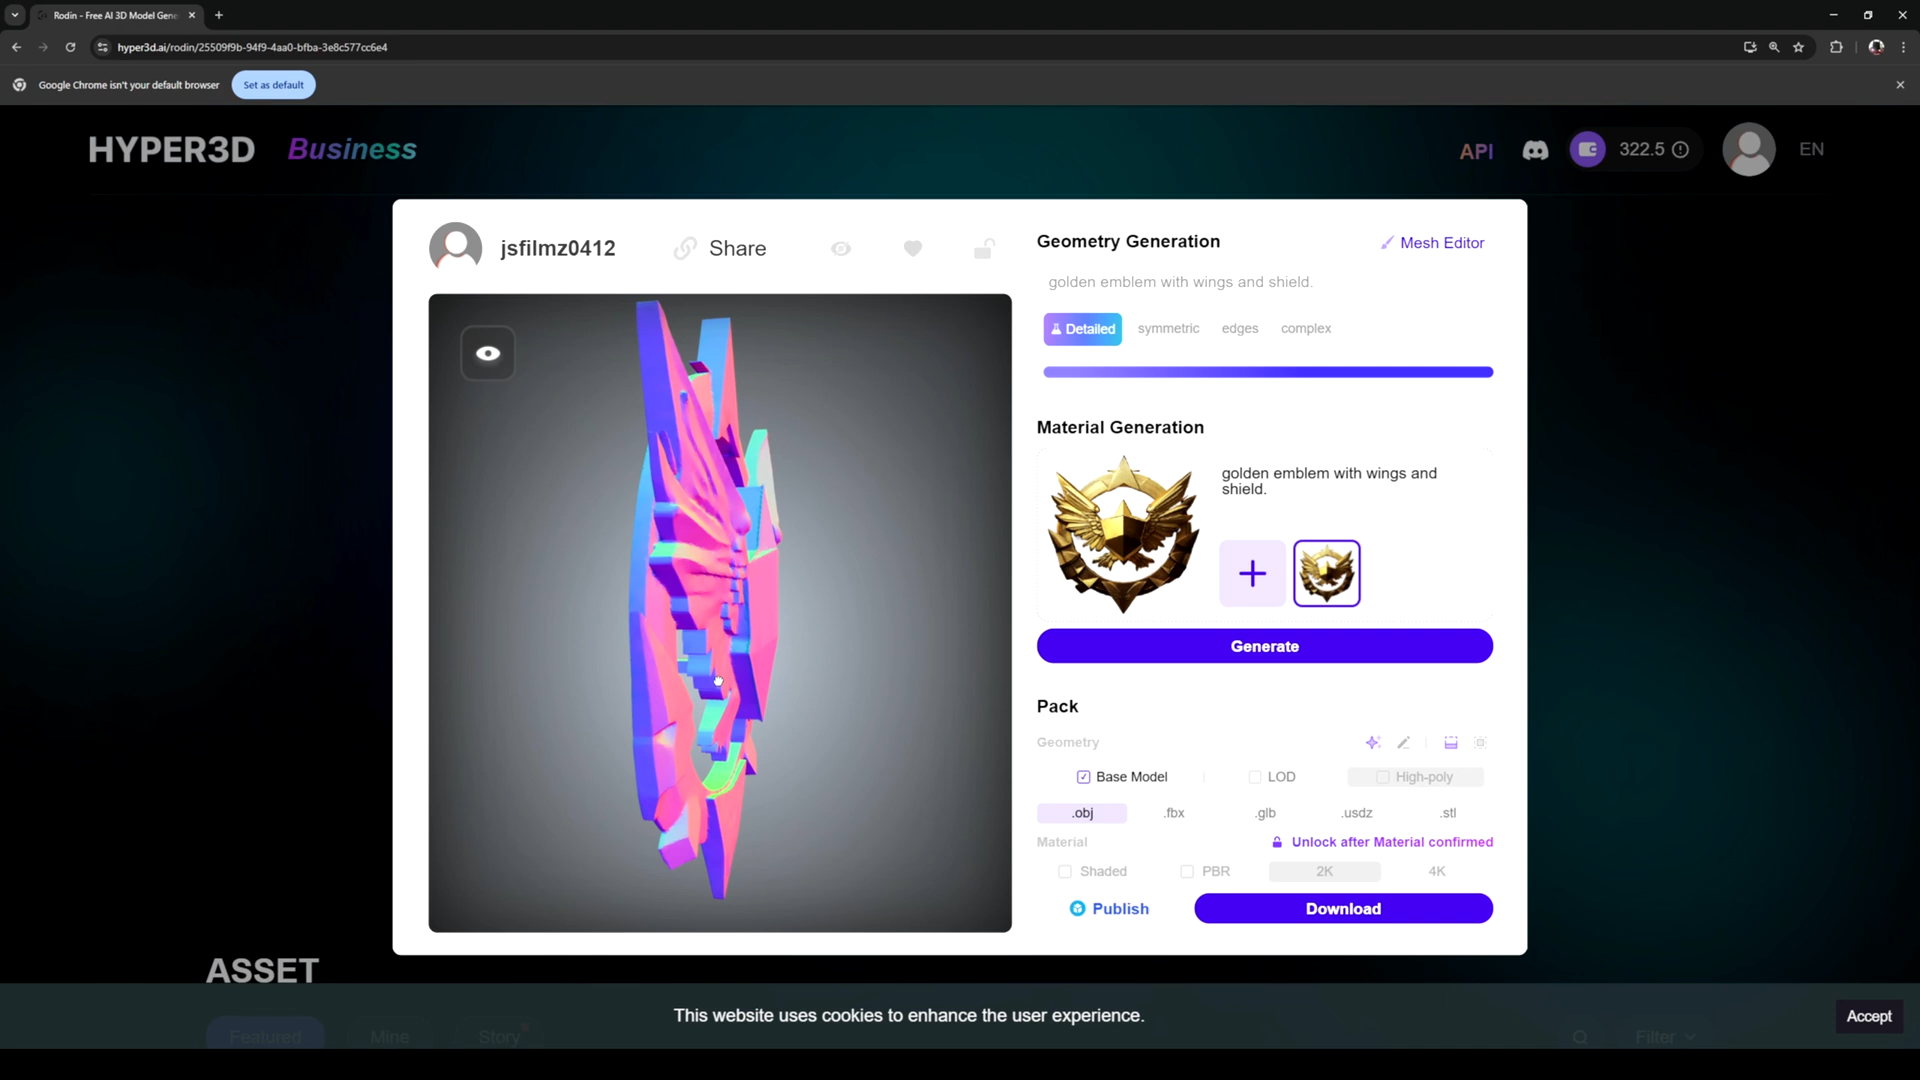 Rodin - Free AI 3D Model Gene
hyper3d.ai/rodin/25509f9b-94f9-4aa0-bfba-3e8c577cc6e4
Google Chrome isn't your default browser
Set as default
HYPER3D
Business
API
322.5
EN
jsfilmz0412
Share
Geometry Generation
Mesh Editor
golden emblem with wings and shield.
Detailed
symmetric
edges
complex
Material Generation
golden emblem with wings and
shield.
Generate
Pack
Geometry
Base Model
LOD
High-poly
.obj
.fbx
.glb
.usdz
.stl
Material
Unlock after Material confirmed
Shaded
PBR
2K
4K
Publish
Download
ASSET
This website uses cookies to enhance the user experience.
Accept
Featured
Mine
Story
Filter